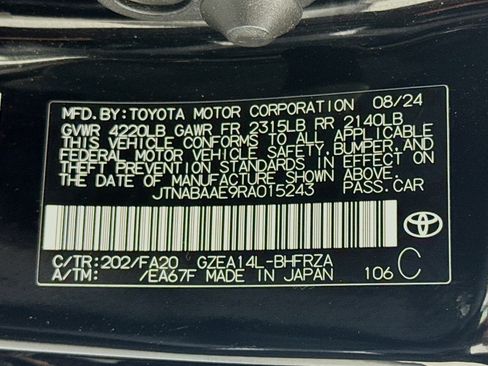 MFD.BY: TOYOTA MOTOR CORPORATION 08/24
GVWR 4220LB GAWR FR 2315LB RR 2140LB
THIS VEHICLE CONFORMS TO ALL APPLICABLE
FEDERAL MOTOR VEHICLE SAFETY, BUMPER, AND
THEFT PREVENTION STANDARDS IN EFFECT ON
THE DATE OF MANUFACTURE SHOWN ABOVE.
JTNABAAE9RA0T5243 PASS.CAR
C/TR: 202/FA20 GZEA14L-BHFRZA
A/TM: /EA67F MADE IN JAPAN 106 C